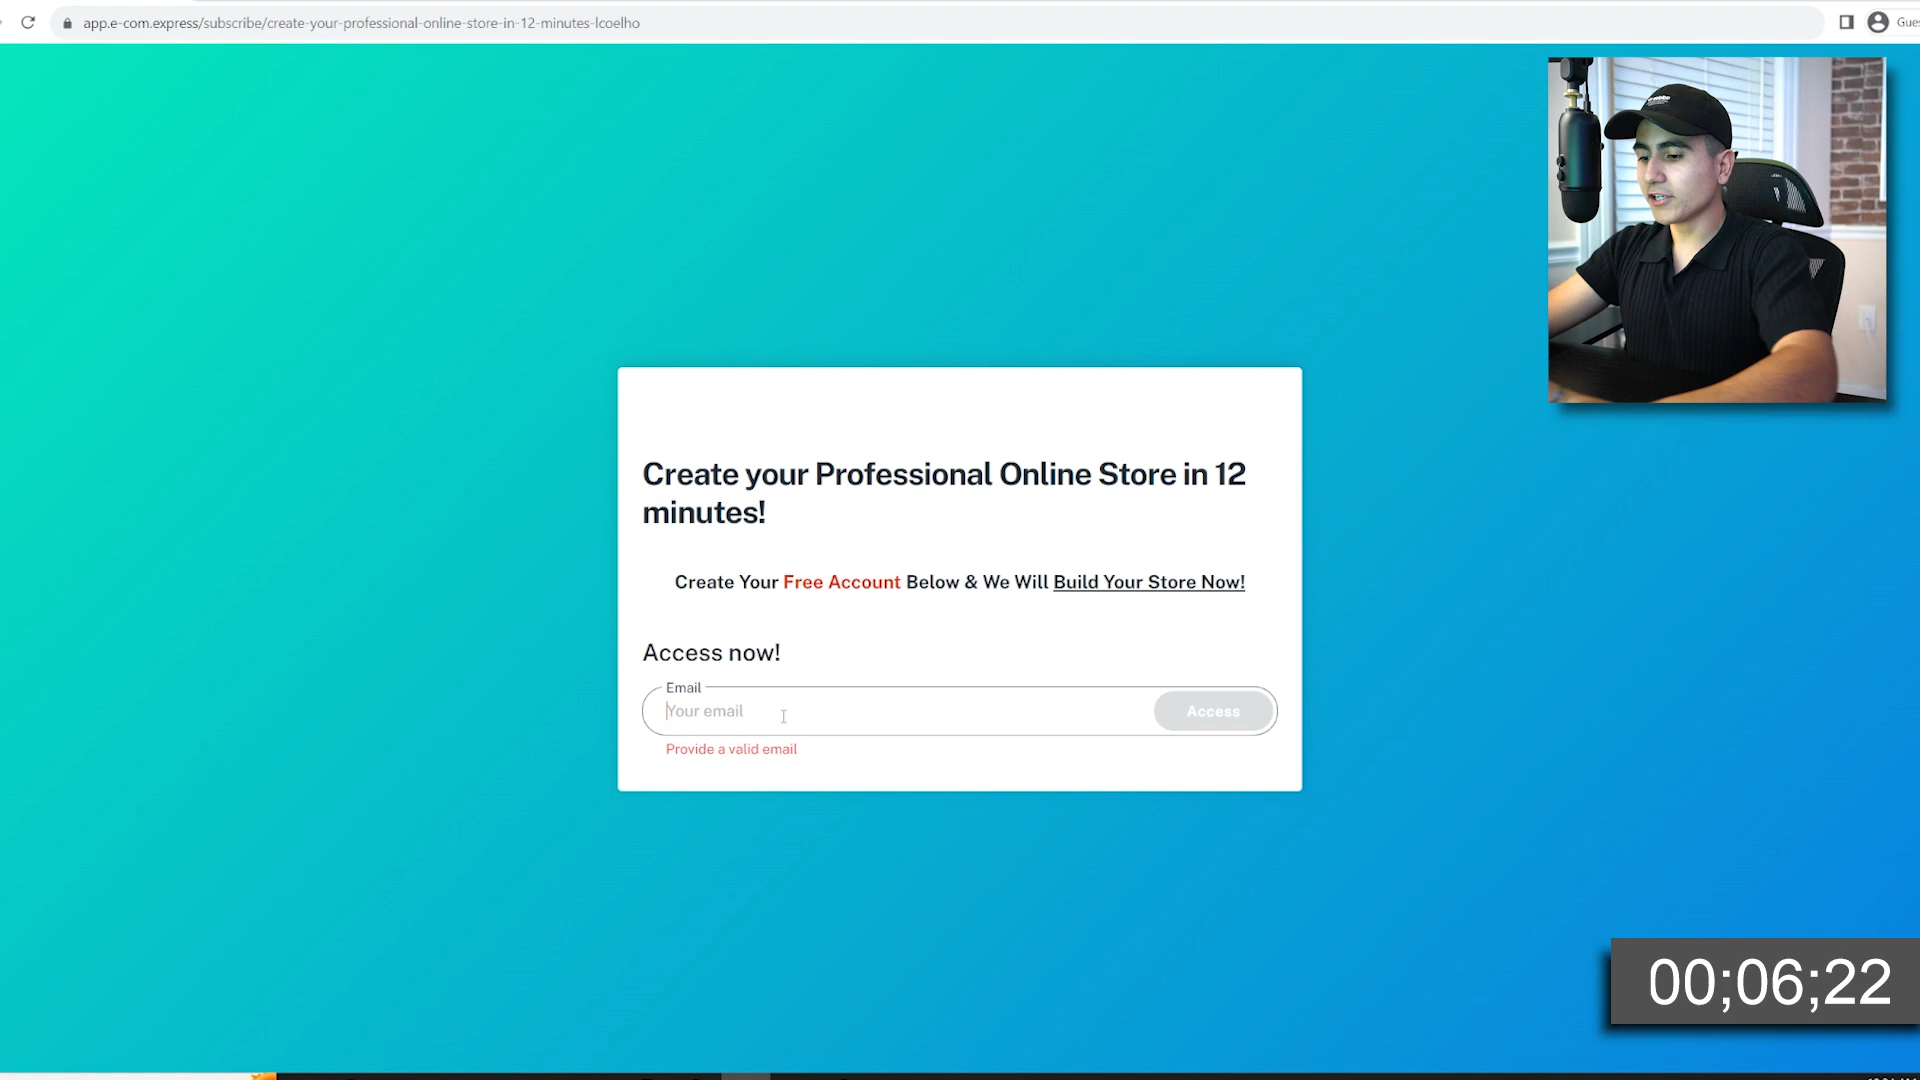 app.e-com.express/subscribe/create-your-professional-online-store-in-12-minutes-lcoelho
Create your Professional Online Store in 12
minutes!
Create Your Free Account Below & We Will Build Your Store Now!
Access now!
Email
Your email
Access
Provide a valid email
00;06;22